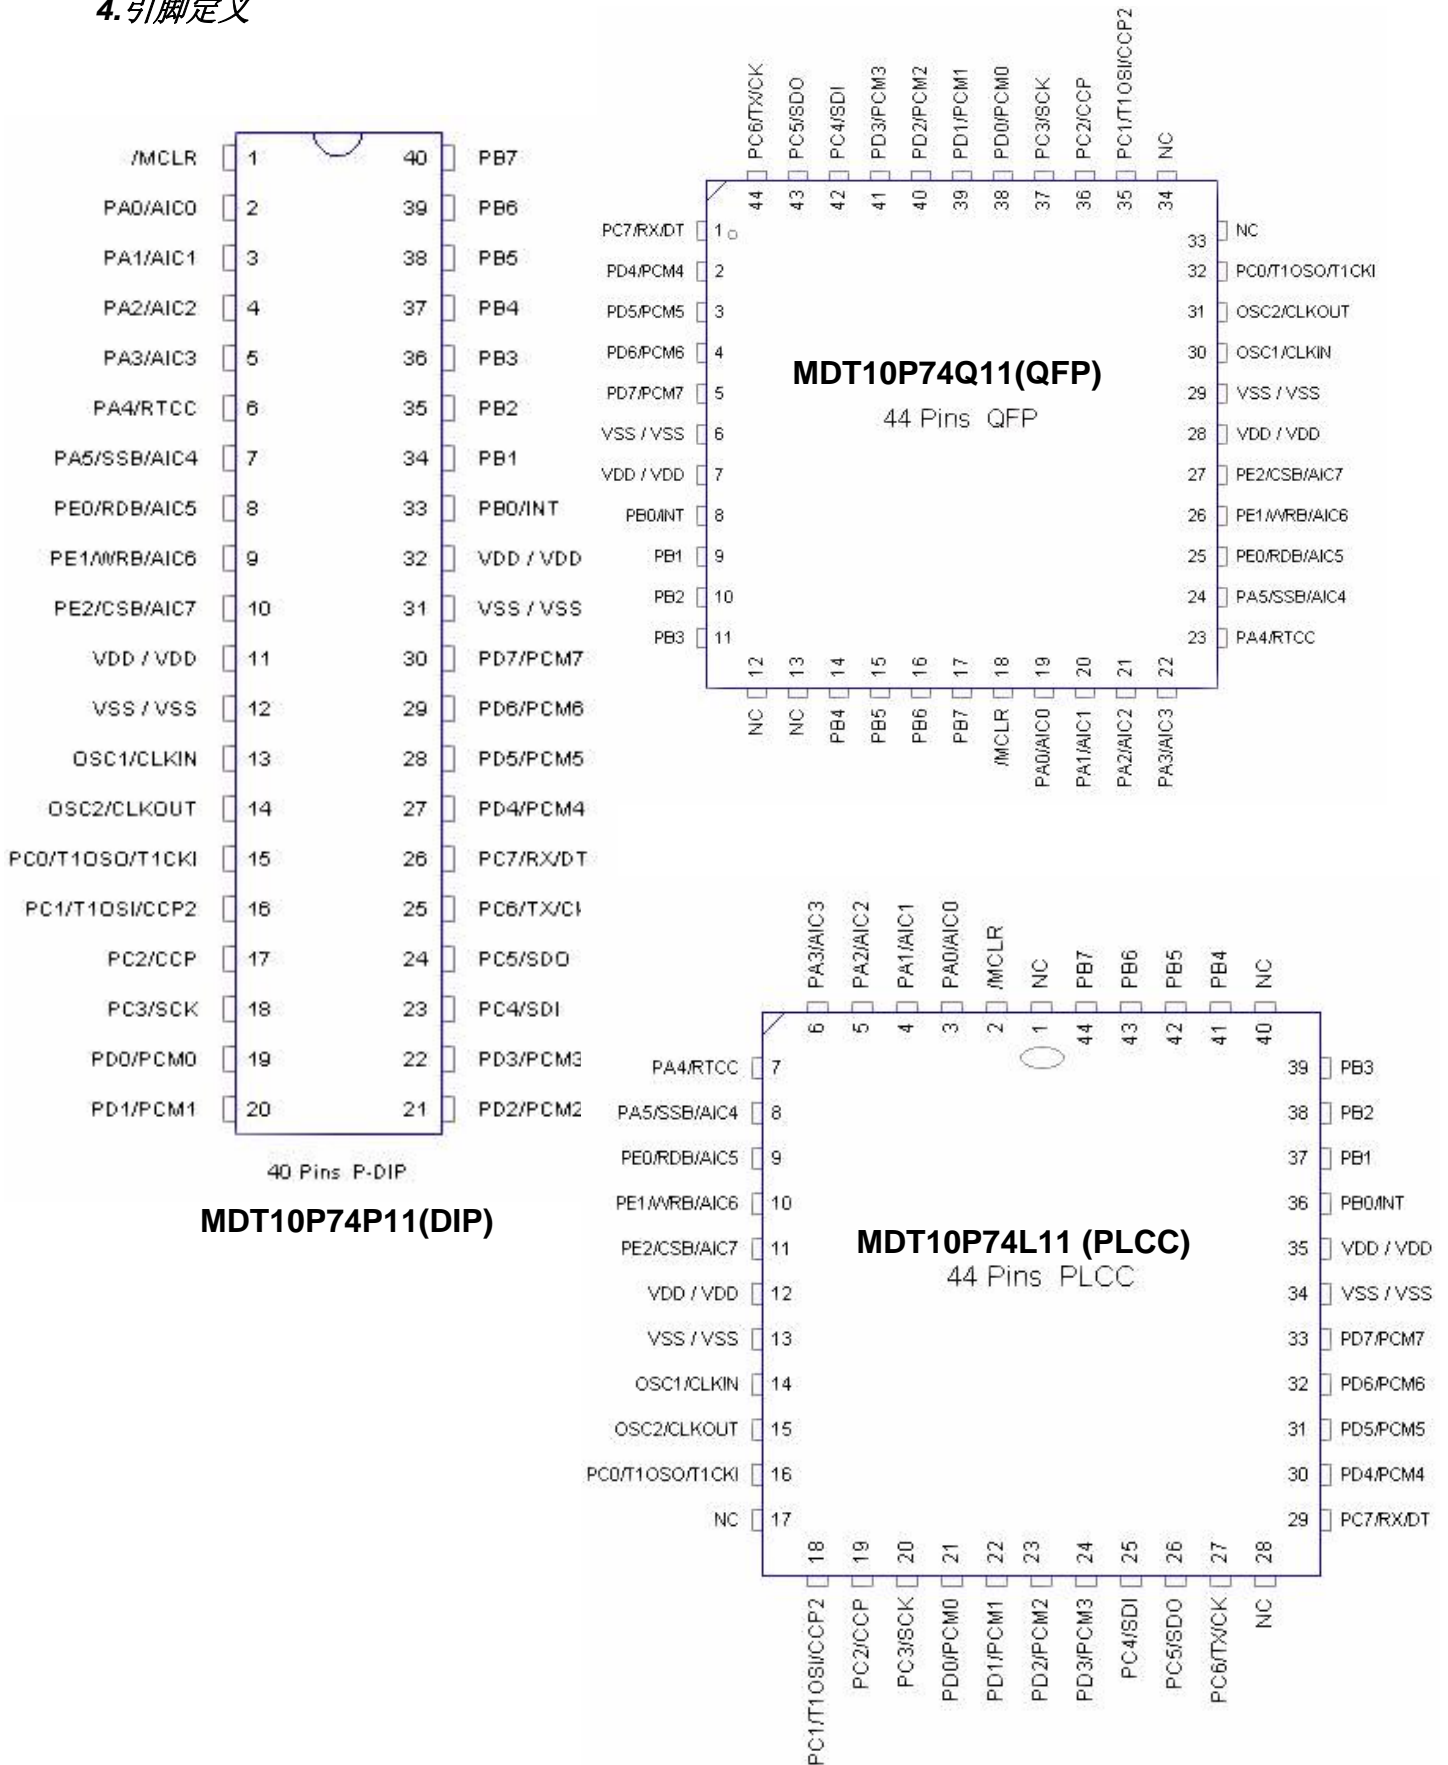 4.引脚定义
/MCLR 1 40 PB7
PA0/AIC0 2 39 PB6
PA1/AIC1 3 38 PB5
PA2/AIC2 4 37 PB4
PA3/AIC3 5 36 PB3
PA4/RTCC 6 35 PB2
PA5/SSB/AIC4 7 34 PB1
PE0/RDB/AIC5 8 33 PB0/INT
PE1/WRB/AIC6 9 32 VDD / VDD
PE2/CSB/AIC7 10 31 VSS / VSS
VDD / VDD 11 30 PD7/PCM7
VSS / VSS 12 29 PD6/PCM6
OSC1/CLKIN 13 28 PD5/PCM5
OSC2/CLKOUT 14 27 PD4/PCM4
PC0/T1OSO/T1CKI 15 26 PC7/RX/DT
PC1/T1OSI/CCP2 16 25 PC6/TX/C
PC2/CCP 17 24 PC5/SDO
PC3/SCK 18 23 PC4/SDI
PD0/PCM0 19 22 PD3/PCM3
PD1/PCM1 20 21 PD2/PCM2
40 Pins P-DIP
MDT10P74P11(DIP)
PC6/TX/CK PC5/SDO PC4/SDI PD3/PCM3 PD2/PCM2 PD1/PCM1 PD0/PCM0 PC3/SCK PC2/CCP PC1/T1OSI/CCP2 NC
44 43 42 41 40 39 38 37 36 35 34
PC7/RX/DT 1 33 NC
PD4/PCM4 2 32 PC0/T1OSO/T1CKI
PD5/PCM5 3 31 OSC2/CLKOUT
PD6/PCM6 4 30 OSC1/CLKIN
MDT10P74Q11(QFP)
PD7/PCM7 5 29 VSS / VSS
44 Pins QFP
VSS / VSS 6 28 VDD / VDD
VDD / VDD 7 27 PE2/CSB/AIC7
PB0/INT 8 26 PE1/WRB/AIC6
PB1 9 25 PE0/RDB/AIC5
PB2 10 24 PA5/SSB/AIC4
PB3 11 23 PA4/RTCC
12 13 14 15 16 17 18 19 20 21 22
NC NC PB4 PB5 PB6 PB7 /MCLR PA0/AIC0 PA1/AIC1 PA2/AIC2 PA3/AIC3
PA3/AIC3 PA2/AIC2 PA1/AIC1 PA0/AIC0 /MCLR NC PB7 PB6 PB5 PB4 NC
6 5 4 3 2 1 44 43 42 41 40
PA4/RTCC 7 39 PB3
PA5/SSB/AIC4 8 38 PB2
PE0/RDB/AIC5 9 37 PB1
PE1/WRB/AIC6 10 36 PB0/INT
PE2/CSB/AIC7 11 35 VDD / VDD
MDT10P74L11 (PLCC)
44 Pins PLCC
VDD / VDD 12 34 VSS / VSS
VSS / VSS 13 33 PD7/PCM7
OSC1/CLKIN 14 32 PD6/PCM6
OSC2/CLKOUT 15 31 PD5/PCM5
PC0/T1OSO/T1CKI 16 30 PD4/PCM4
NC 17 29 PC7/RX/DT
18 19 20 21 22 23 24 25 26 27 28
PC1/T1OSI/CCP2 PC2/CCP PC3/SCK PD0/PCM0 PD1/PCM1 PD2/PCM2 PD3/PCM3 PC4/SDI PC5/SDO PC6/TX/CK NC